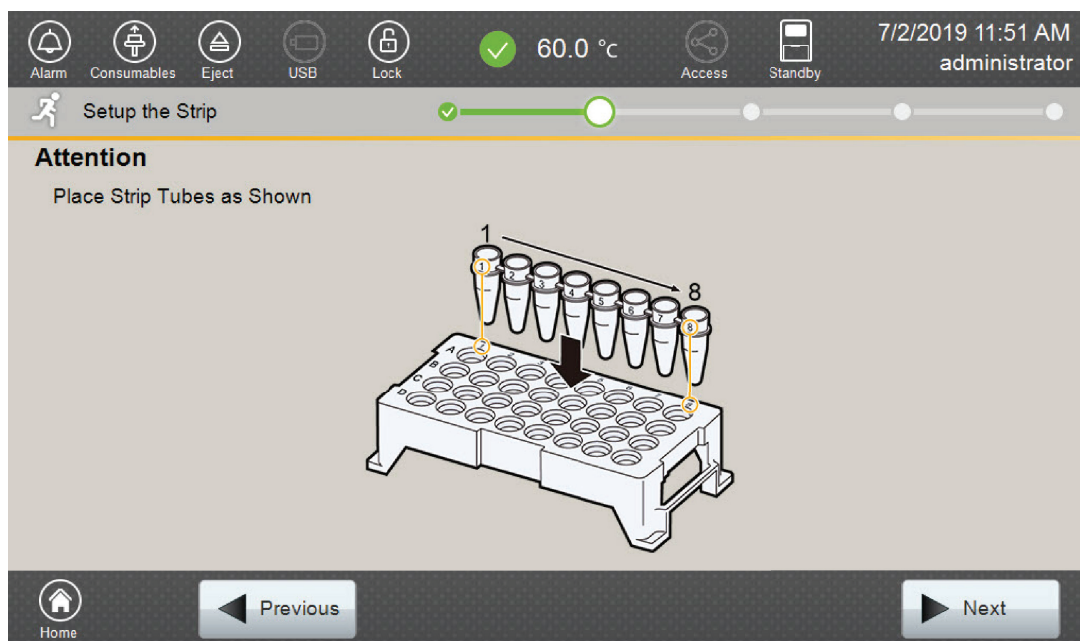 60.0 °c
7/2/2019 11:51 AM
administrator
Alarm
Consumables
Eject
USB
Lock
Access
Standby
Setup the Strip
Attention
Place Strip Tubes as Shown
1
8
1 2 3 4 5 6 7 8
A
B
C
D
Previous
Next
Home